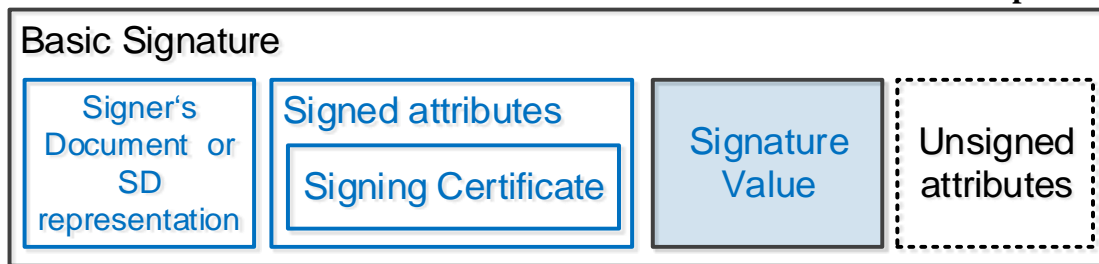 Basic Signature
Signer‘s
Document or
SD
representation
Signed attributes
Signing Certificate
Signature
Value
Unsigned
attributes